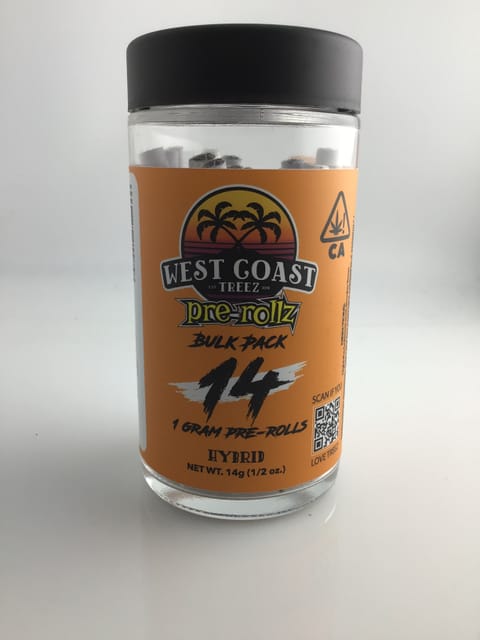 WEST COAST
TREEZ
pre-rollz
BULK PACK
14
1 GRAM PRE-ROLLS
HYBRID
NET WT. 14g (1/2 oz.)
CA
SCAN IF YOU
LOVE TREEZ